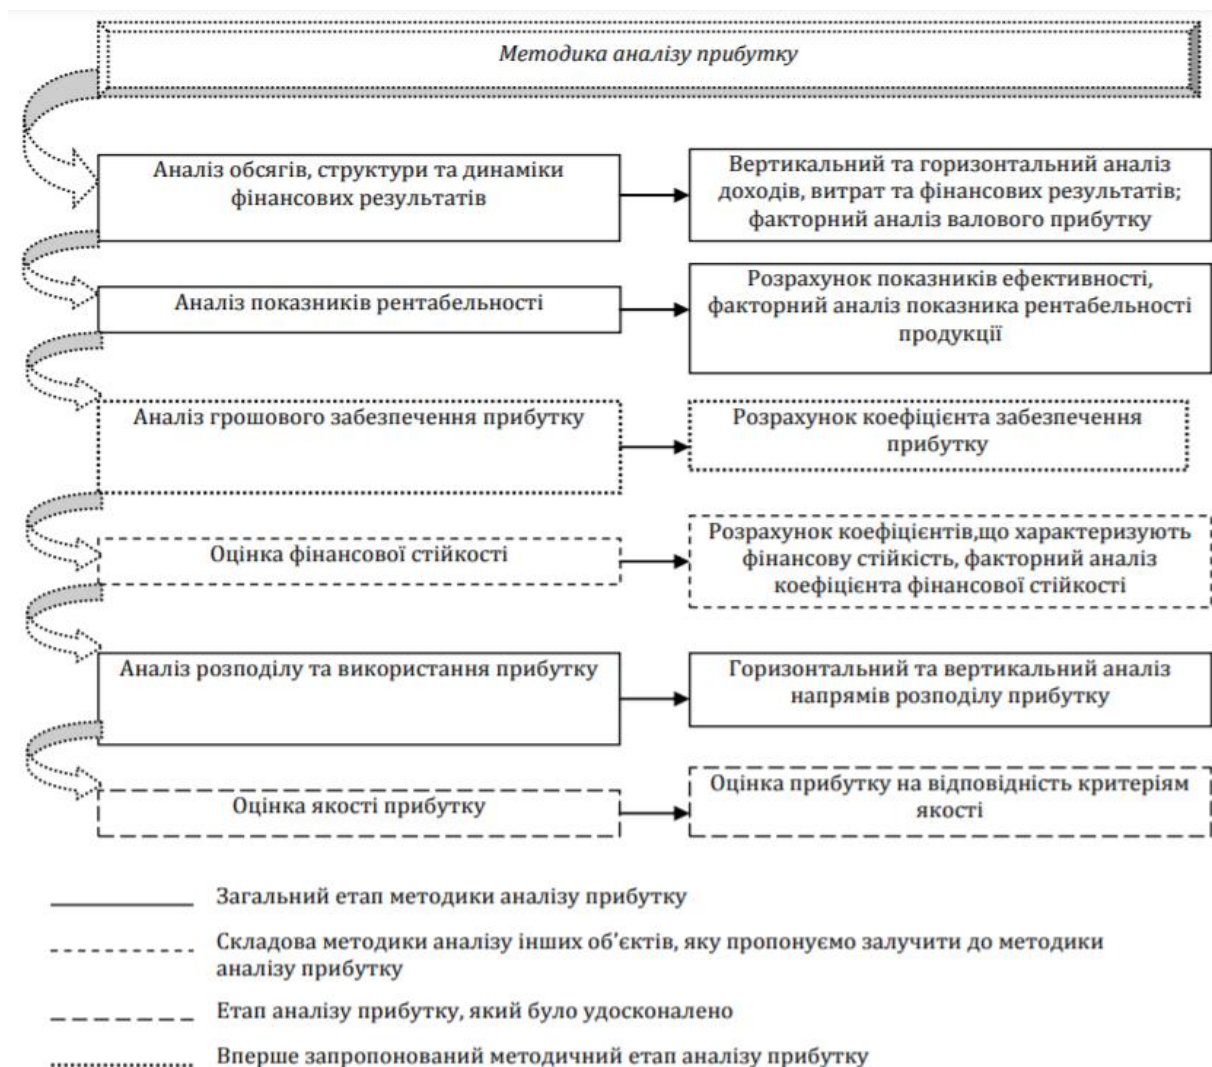 Методика аналізу прибутку
Аналіз обсягів, структури та динаміки
фінансових результатів
Вертикальний та горизонтальний аналіз
доходів, витрат та фінансових результатів;
факторний аналіз валового прибутку
Аналіз показників рентабельності
Розрахунок показників ефективності,
факторний аналіз показника рентабельності
продукції
Аналіз грошового забезпечення прибутку
Розрахунок коефіцієнта забезпечення
прибутку
Оцінка фінансової стійкості
Розрахунок коефіцієнтів,що характеризують
фінансову стійкість, факторний аналіз
коефіцієнта фінансової стійкості
Аналіз розподілу та використання прибутку
Горизонтальний та вертикальний аналіз
напрямів розподілу прибутку
Оцінка якості прибутку
Оцінка прибутку на відповідність критеріям
якості
Загальний етап методики аналізу прибутку
Складова методики аналізу інших об’єктів, яку пропонуємо залучити до методики
аналізу прибутку
Етап аналізу прибутку, який було удосконалено
Вперше запропонований методичний етап аналізу прибутку